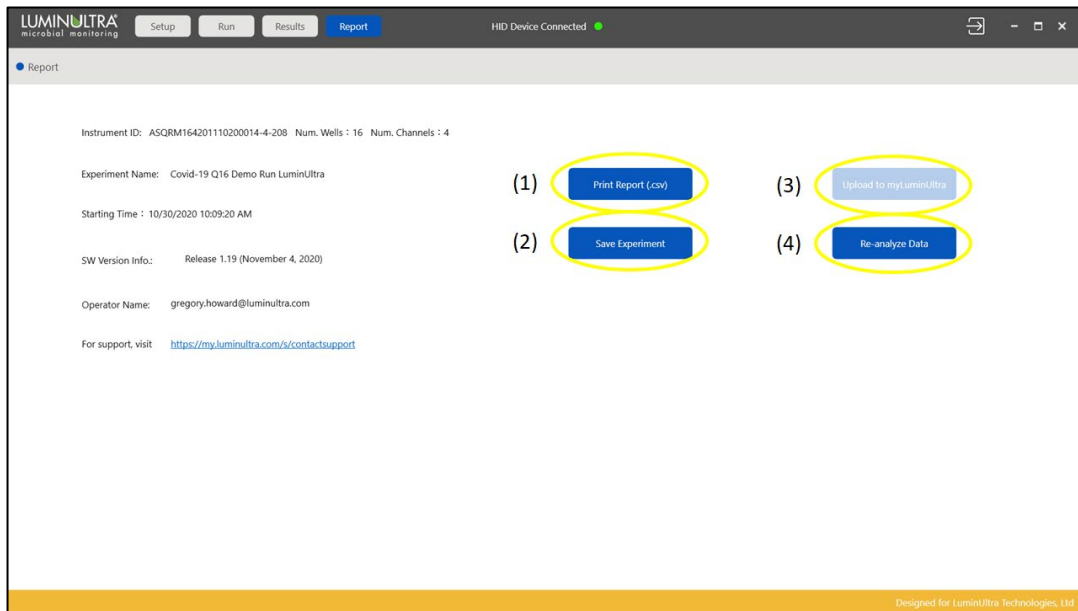 LUMINULTRA
microbial monitoring
Setup
Run
Results
Report
HID Device Connected
Report
Instrument ID: ASQRM164201110200014-4-208 Num. Wells : 16 Num. Channels : 4
Experiment Name: Covid-19 Q16 Demo Run LuminUltra
Starting Time : 10/30/2020 10:09:20 AM
SW Version Info.: Release 1.19 (November 4, 2020)
Operator Name: gregory.howard@luminultra.com
For support, visit https://my.luminultra.com/s/contactsupport
(1) Print Report (.csv)
(2) Save Experiment
(3) Upload to myLuminUltra
(4) Re-analyze Data
Designed for LuminUltra Technologies, Ltd